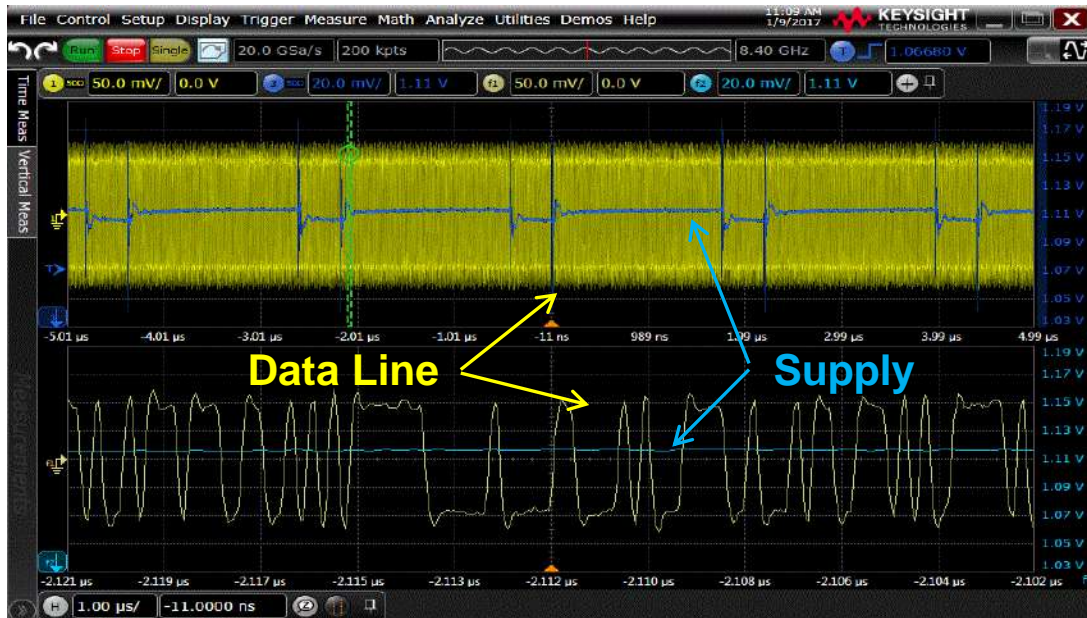 File Control Setup Display Trigger Measure Math Analyze Utilities Demos Help
11:09 AM
1/9/2017
KEYSIGHT
TECHNOLOGIES
Run Stop Single 20.0 GSa/s 200 kpts 8.40 GHz T 1.06680 V
1 50Ω 50.0 mV/ 0.0 V 2 50Ω 20.0 mV/ 1.11 V f1 50.0 mV/ 0.0 V f2 20.0 mV/ 1.11 V
Time Meas
Vertical Meas
1.19 V
1.17 V
1.15 V
1.13 V
1.11 V
1.09 V
1.07 V
1.05 V
1.03 V
T
-5.01 µs -4.01 µs -3.01 µs -2.01 µs -1.01 µs -11 ns 989 ns 1.99 µs 2.99 µs 3.99 µs 4.99 µs
Data Line Supply
Measurements
1.19 V
1.17 V
1.15 V
1.13 V
1.11 V
1.09 V
1.07 V
1.05 V
1.03 V
-2.121 µs -2.119 µs -2.117 µs -2.115 µs -2.113 µs -2.112 µs -2.110 µs -2.108 µs -2.106 µs -2.104 µs -2.102 µs
H 1.00 µs/ -11.0000 ns